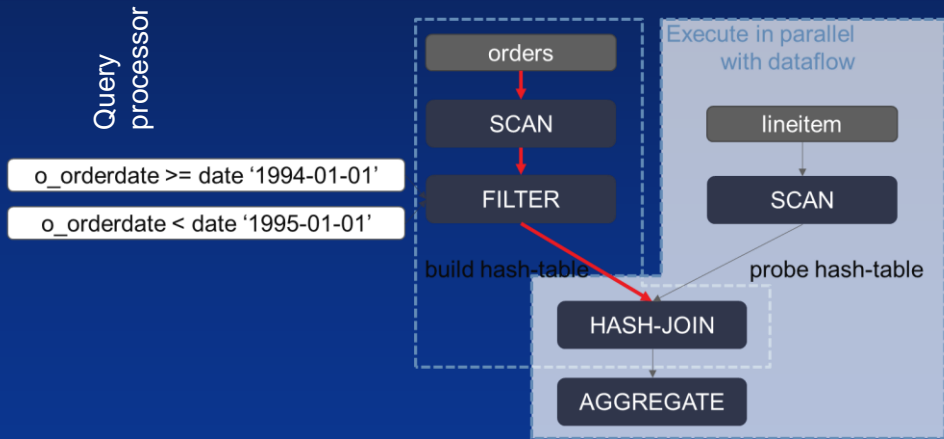 Query
processor
orders
Execute in parallel
with dataflow
SCAN
lineitem
o_orderdate >= date ‘1994-01-01’
FILTER
SCAN
o_orderdate < date ‘1995-01-01’
build hash-table
probe hash-table
HASH-JOIN
AGGREGATE